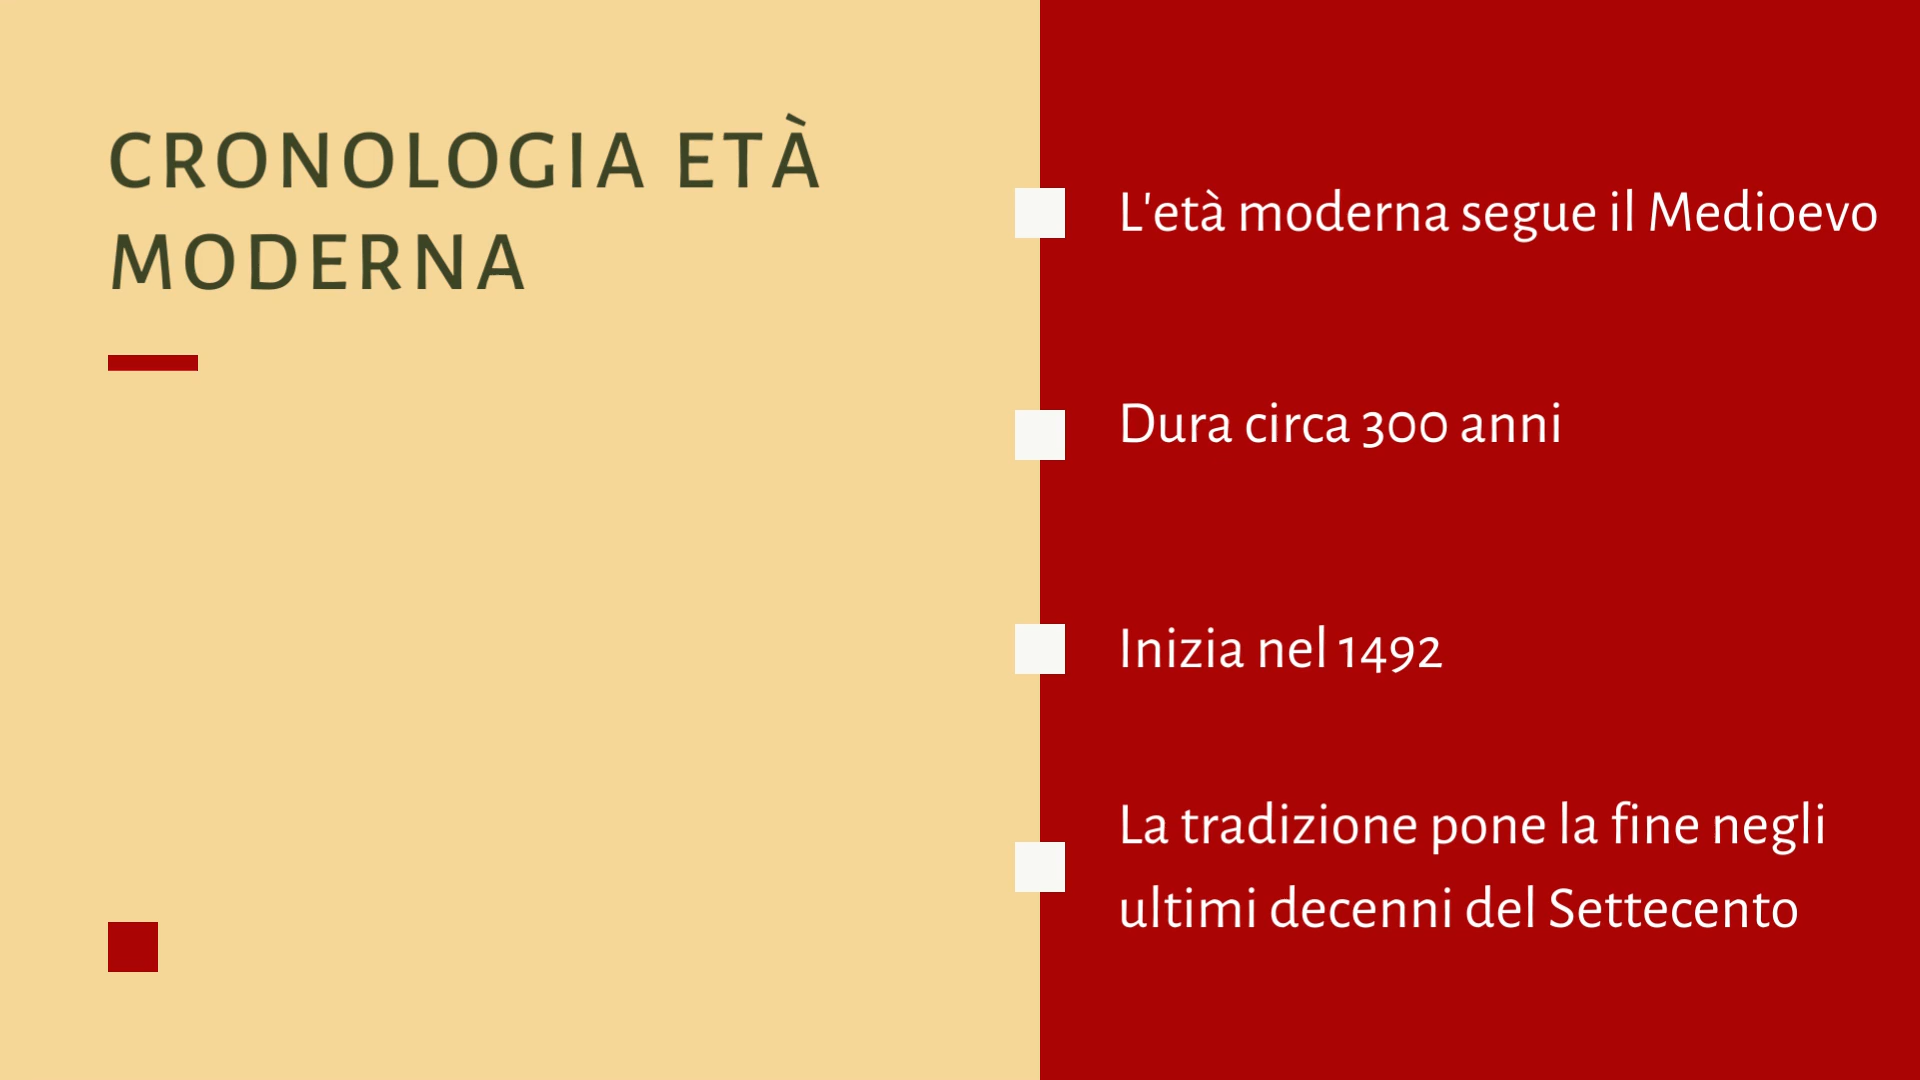 CRONOLOGIA ETÀ
MODERNA
L'età moderna segue il Medioevo
Dura circa 300 anni
Inizia nel 1492
La tradizione pone la fine negli
ultimi decenni del Settecento